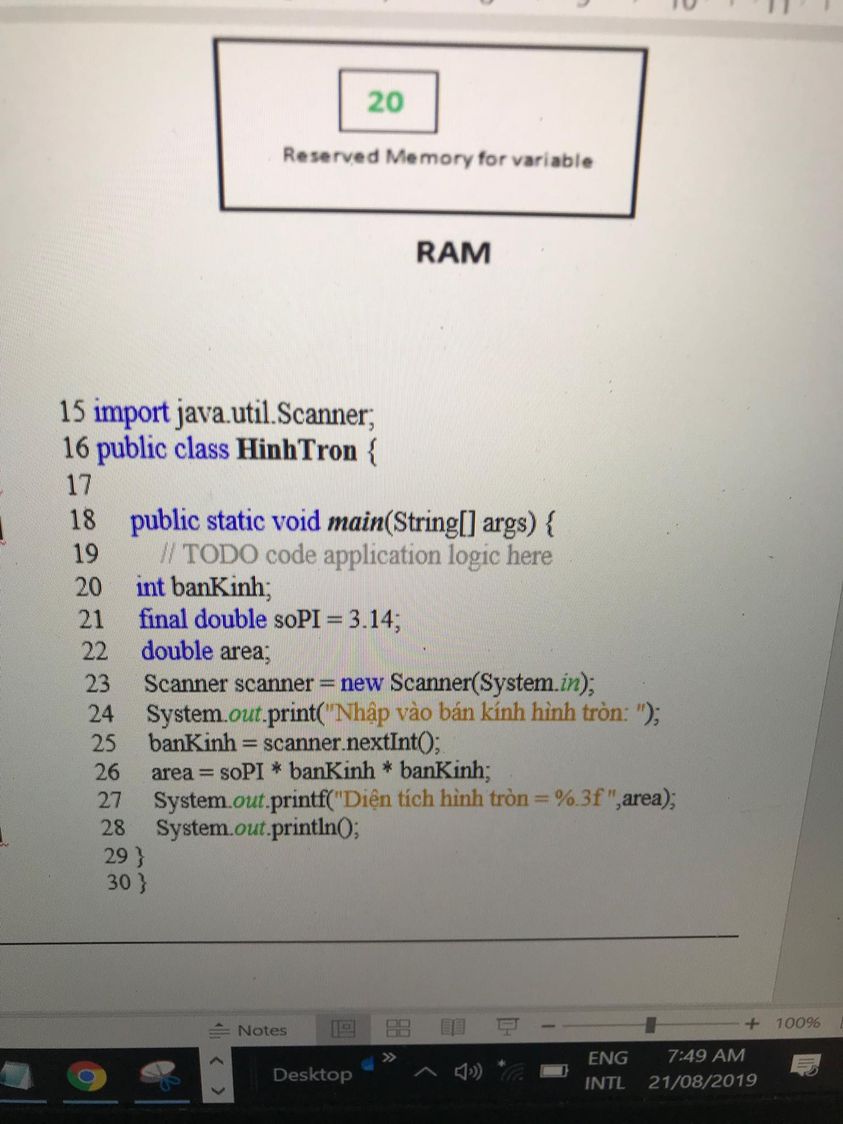 20
Reserved Memory for variable
RAM
15 import java.util.Scanner;
16 public class HinhTron {
17
18 public static void main(String[] args) {
19 // TODO code application logic here
20 int banKinh;
21 final double soPI = 3.14;
22 double area;
23 Scanner scanner = new Scanner(System.in);
24 System.out.print("Nhập vào bán kính hình tròn: ");
25 banKinh = scanner.nextInt();
26 area = soPI * banKinh * banKinh;
27 System.out.printf("Diện tích hình tròn = %.3f ",area);
28 System.out.println();
29 }
30 }
Notes
100%
Desktop
ENG
INTL
7:49 AM
21/08/2019